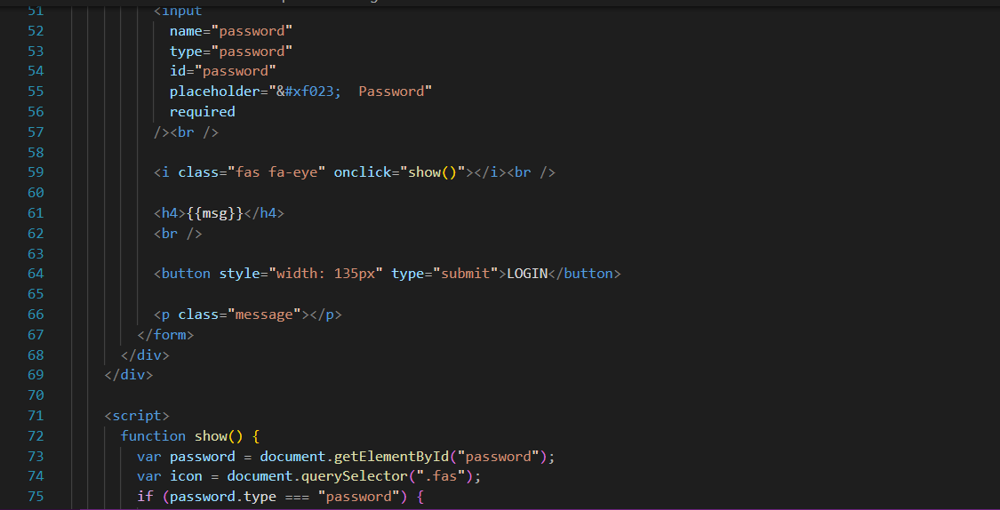 51 <input
52 name="password"
53 type="password"
54 id="password"
55 placeholder="&#xf023;  Password"
56 required
57 /><br />
58
59 <i class="fas fa-eye" onclick="show()"></i><br />
60
61 <h4>{{msg}}</h4>
62 <br />
63
64 <button style="width: 135px" type="submit">LOGIN</button>
65
66 <p class="message"></p>
67 </form>
68 </div>
69 </div>
70
71 <script>
72 function show() {
73 var password = document.getElementById("password");
74 var icon = document.querySelector(".fas");
75 if (password.type === "password") {